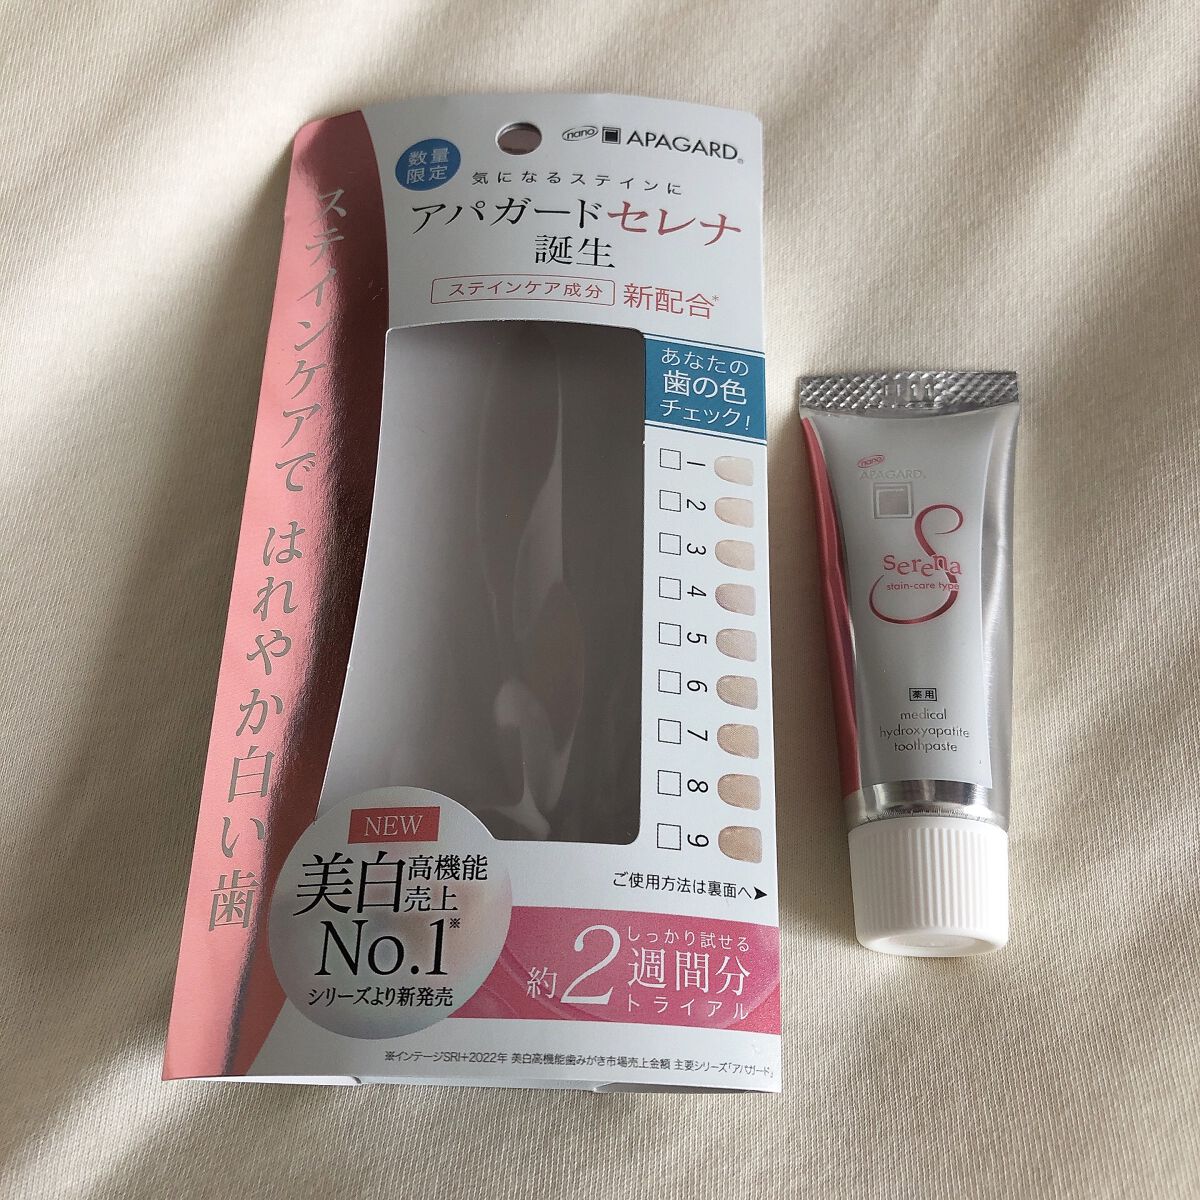 nano APAGARD®
数量
限定
気になるステインに
アパガードセレナ
誕生
ステインケア成分 新配合*
ステインケアで はれやか白い歯
あなたの
歯の色
チェック!
1
2
3
4
5
6
7
8
9
ご使用方法は裏面へ➤
NEW
美白高機能
売上
No.1※
シリーズより新発売
しっかり試せる
約2週間分
トライアル
※インテージSRI+2022年 美白高機能歯みがき市場売上金額 主要シリーズ「アパガード」
nano
APAGARD®
S
serena
stain-care type
薬用
medical
hydroxyapatite
toothpaste